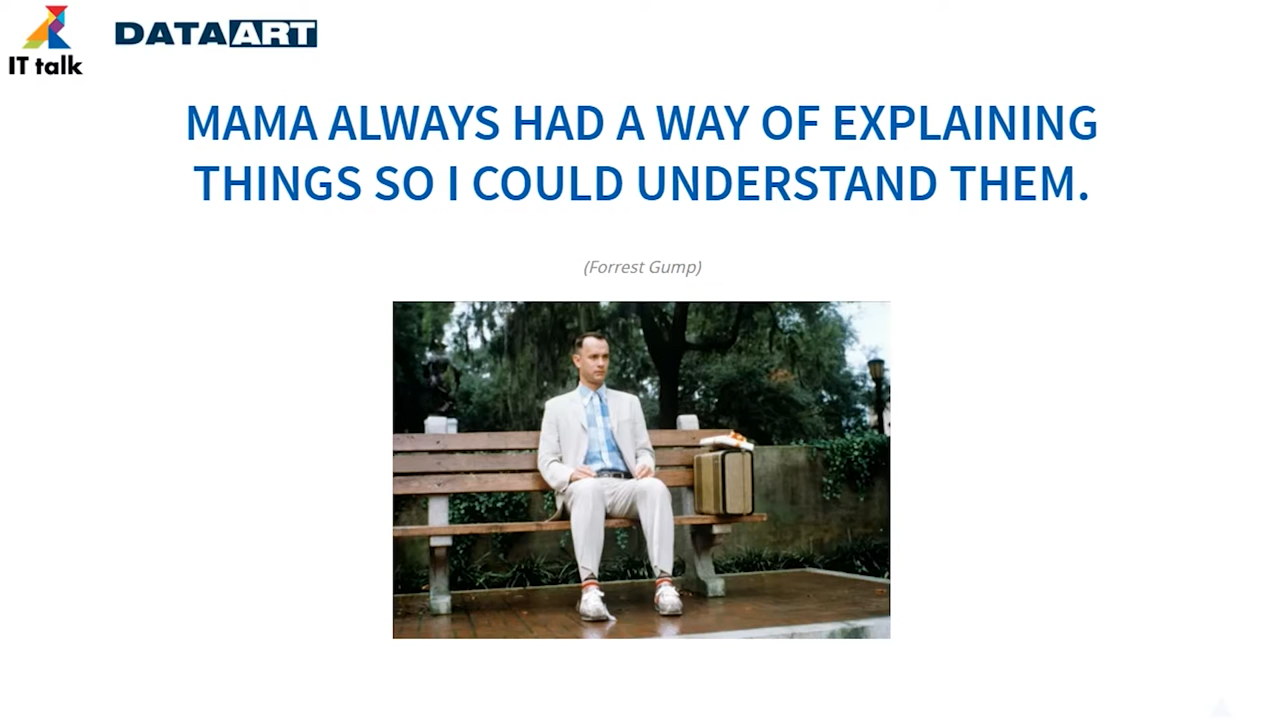 IT talk
DATAART
MAMA ALWAYS HAD A WAY OF EXPLAINING
THINGS SO I COULD UNDERSTAND THEM.
(Forrest Gump)